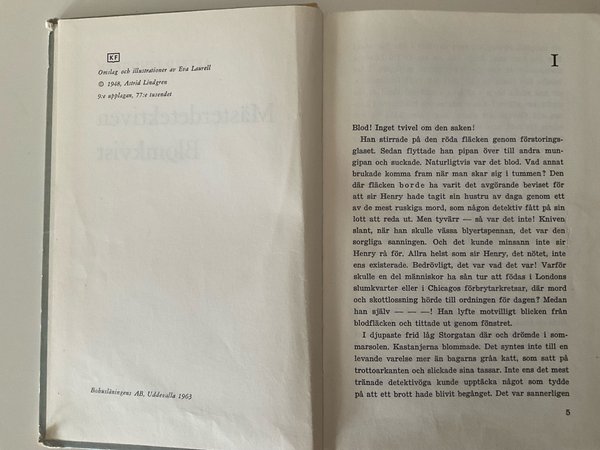 KF
Omslag och illustrationer av Eva Laurell
© 1948, Astrid Lindgren
9:e upplagan, 77:e tusendet
Mästerdetektiven
Blomkvist
Bohusläningens AB, Uddevalla 1963
I
Blod! Inget tvivel om den saken!
Han stirrade på den röda fläcken genom förstorings-
glaset. Sedan flyttade han pipan över till andra mun-
gipan och suckade. Naturligtvis var det blod. Vad annat
brukade komma fram när man skar sig i tummen? Den
där fläcken borde ha varit det avgörande beviset för
att sir Henry hade tagit sin hustru av daga genom ett
av de mest ruskiga mord, som någon detektiv fått på sin
lott att reda ut. Men tyvärr — så var det inte! Kniven
slant, när han skulle vässa blyertspennan, det var den
sorgliga sanningen. Och det kunde minsann inte sir
Henry rå för. Allra helst som sir Henry, det nötet, inte
ens existerade. Bedrövligt, det var vad det var! Varför
skulle en del människor ha sån tur att födas i Londons
slumkvarter eller i Chicagos förbrytarkretsar, där mord
och skottlossning hörde till ordningen för dagen? Medan
han själv — — —! Han lyfte motvilligt blicken från
blodfläcken och tittade ut genom fönstret.
I djupaste frid låg Storgatan där och drömde i som-
marsolen. Kastanjerna blommade. Det syntes inte till en
levande varelse mer än bagarns gråa katt, som satt på
trottoarkanten och slickade sina tassar. Inte ens det mest
tränade detektivöga kunde upptäcka något som tydde
på att ett brott hade blivit begånget. Det var sannerligen
5